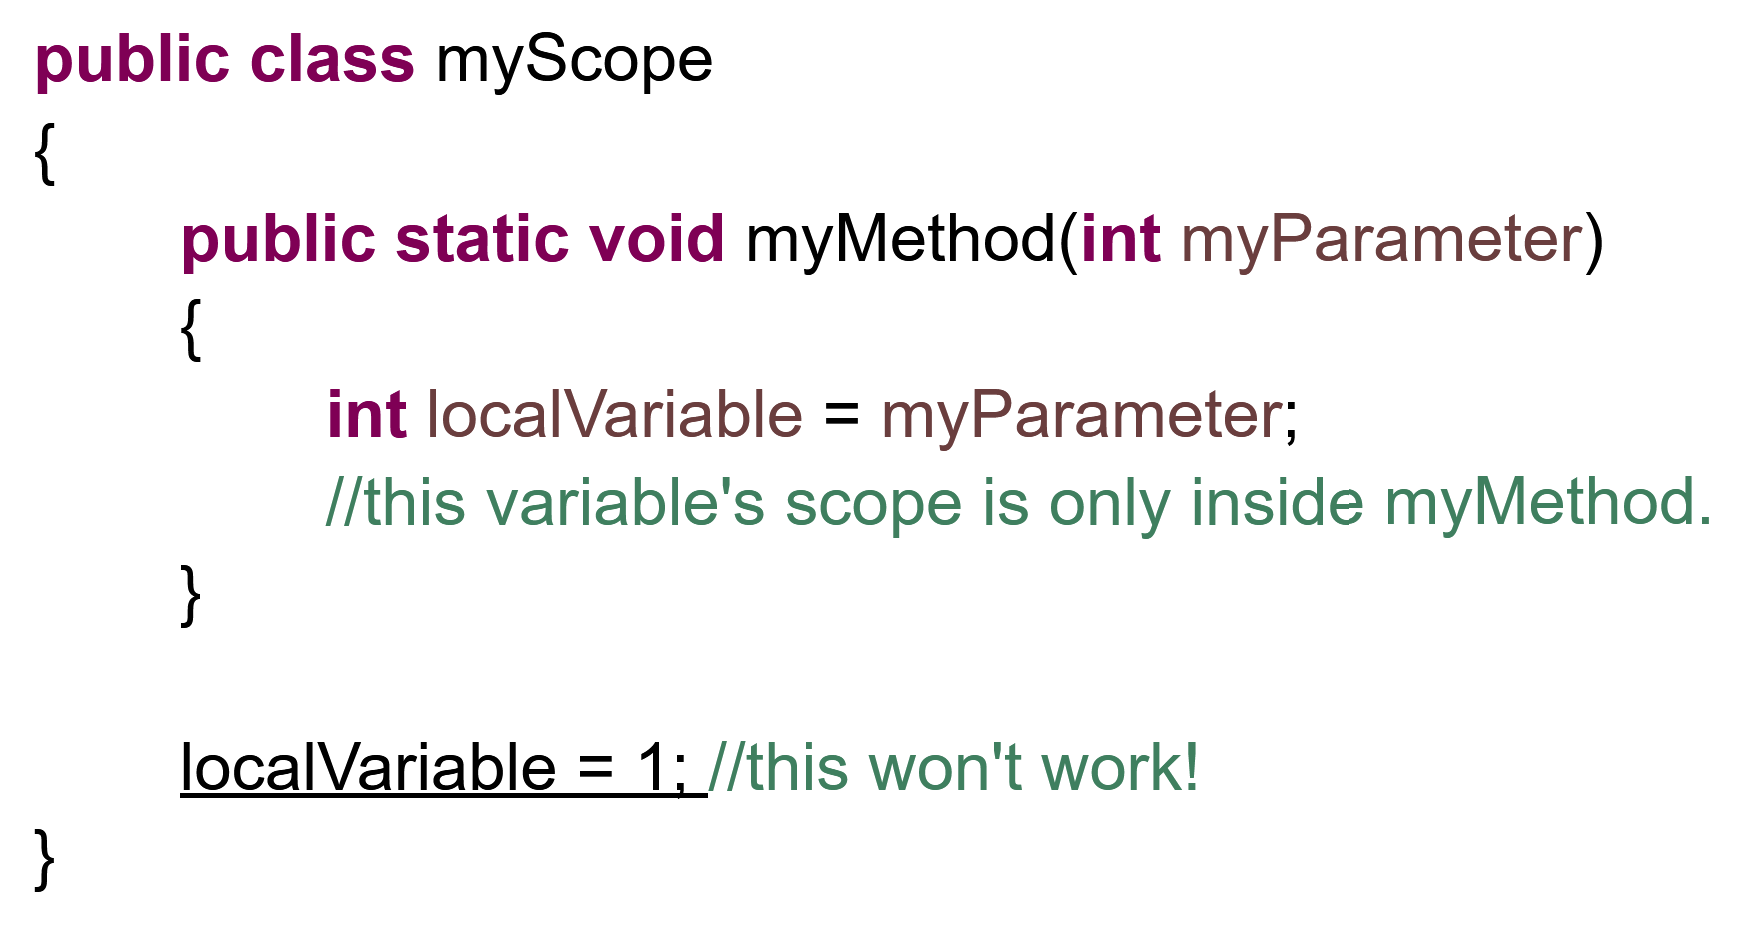 public class myScope
{
public static void myMethod(int myParameter)
{
int localVariable = myParameter;
//this variable's scope is only inside myMethod.
}
localVariable = 1; //this won't work!
}